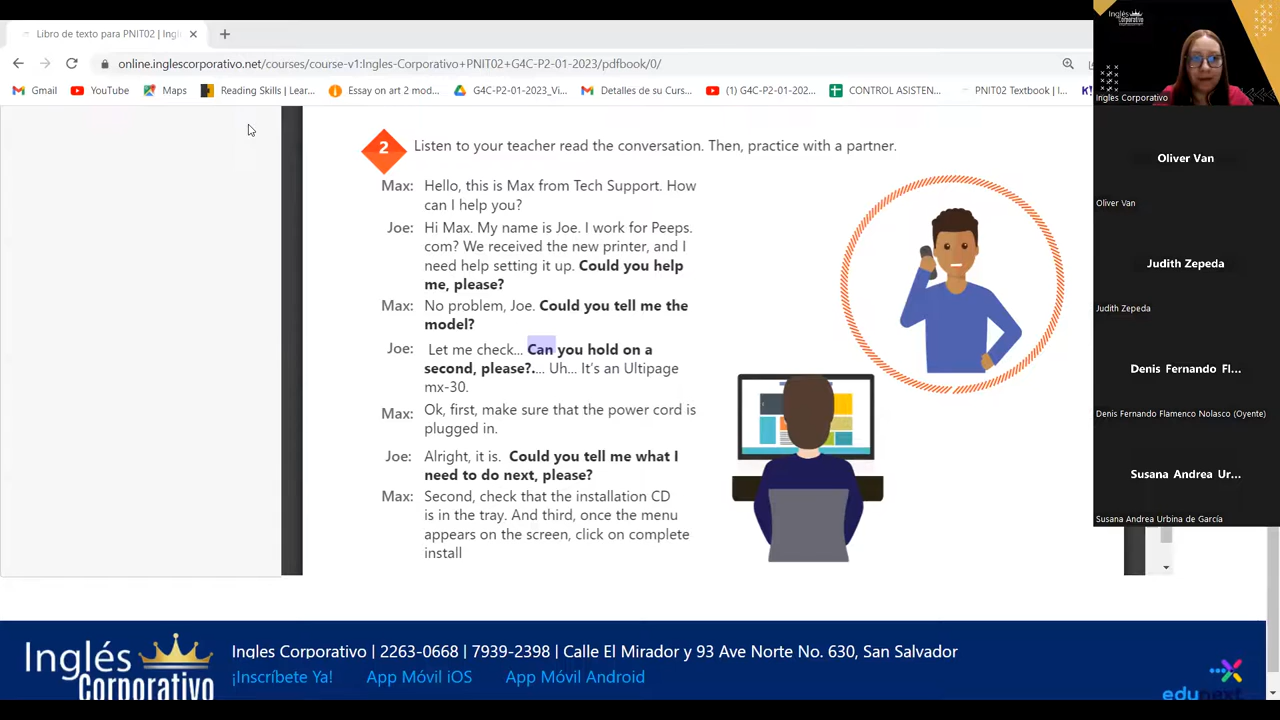 Libro de texto para PNIT02 | Ingl
online.inglescorporativo.net/courses/course-v1:Ingles-Corporativo+PNIT02+G4C-P2-01-2023/pdfbook/0/
Gmail
YouTube
Maps
Reading Skills | Lear...
Essay on art 2 mod...
G4C-P2-01-2023_Vi...
Detalles de su Curs...
(1) G4C-P2-01-202...
CONTROL ASISTEN...
PNIT02 Textbook | I...
2
Listen to your teacher read the conversation. Then, practice with a partner.
Max: Hello, this is Max from Tech Support. How
can I help you?
Joe: Hi Max. My name is Joe. I work for Peeps.
com? We received the new printer, and I
need help setting it up. Could you help
me, please?
Max: No problem, Joe. Could you tell me the
model?
Joe: Let me check... Can you hold on a
second, please?.... Uh... It's an Ultipage
mx-30.
Max: Ok, first, make sure that the power cord is
plugged in.
Joe: Alright, it is. Could you tell me what I
need to do next, please?
Max: Second, check that the installation CD
is in the tray. And third, once the menu
appears on the screen, click on complete
install
Inglés
Corporativo
Ingles Corporativo
Oliver Van
Oliver Van
Judith Zepeda
Judith Zepeda
Denis Fernando Fl...
Denis Fernando Flamenco Nolasco (Oyente)
Susana Andrea Ur...
Susana Andrea Urbina de García
Inglés
Corporativo
Ingles Corporativo | 2263-0668 | 7939-2398 | Calle El Mirador y 93 Ave Norte No. 630, San Salvador
¡Inscríbete Ya!
App Móvil iOS
App Móvil Android
edunext